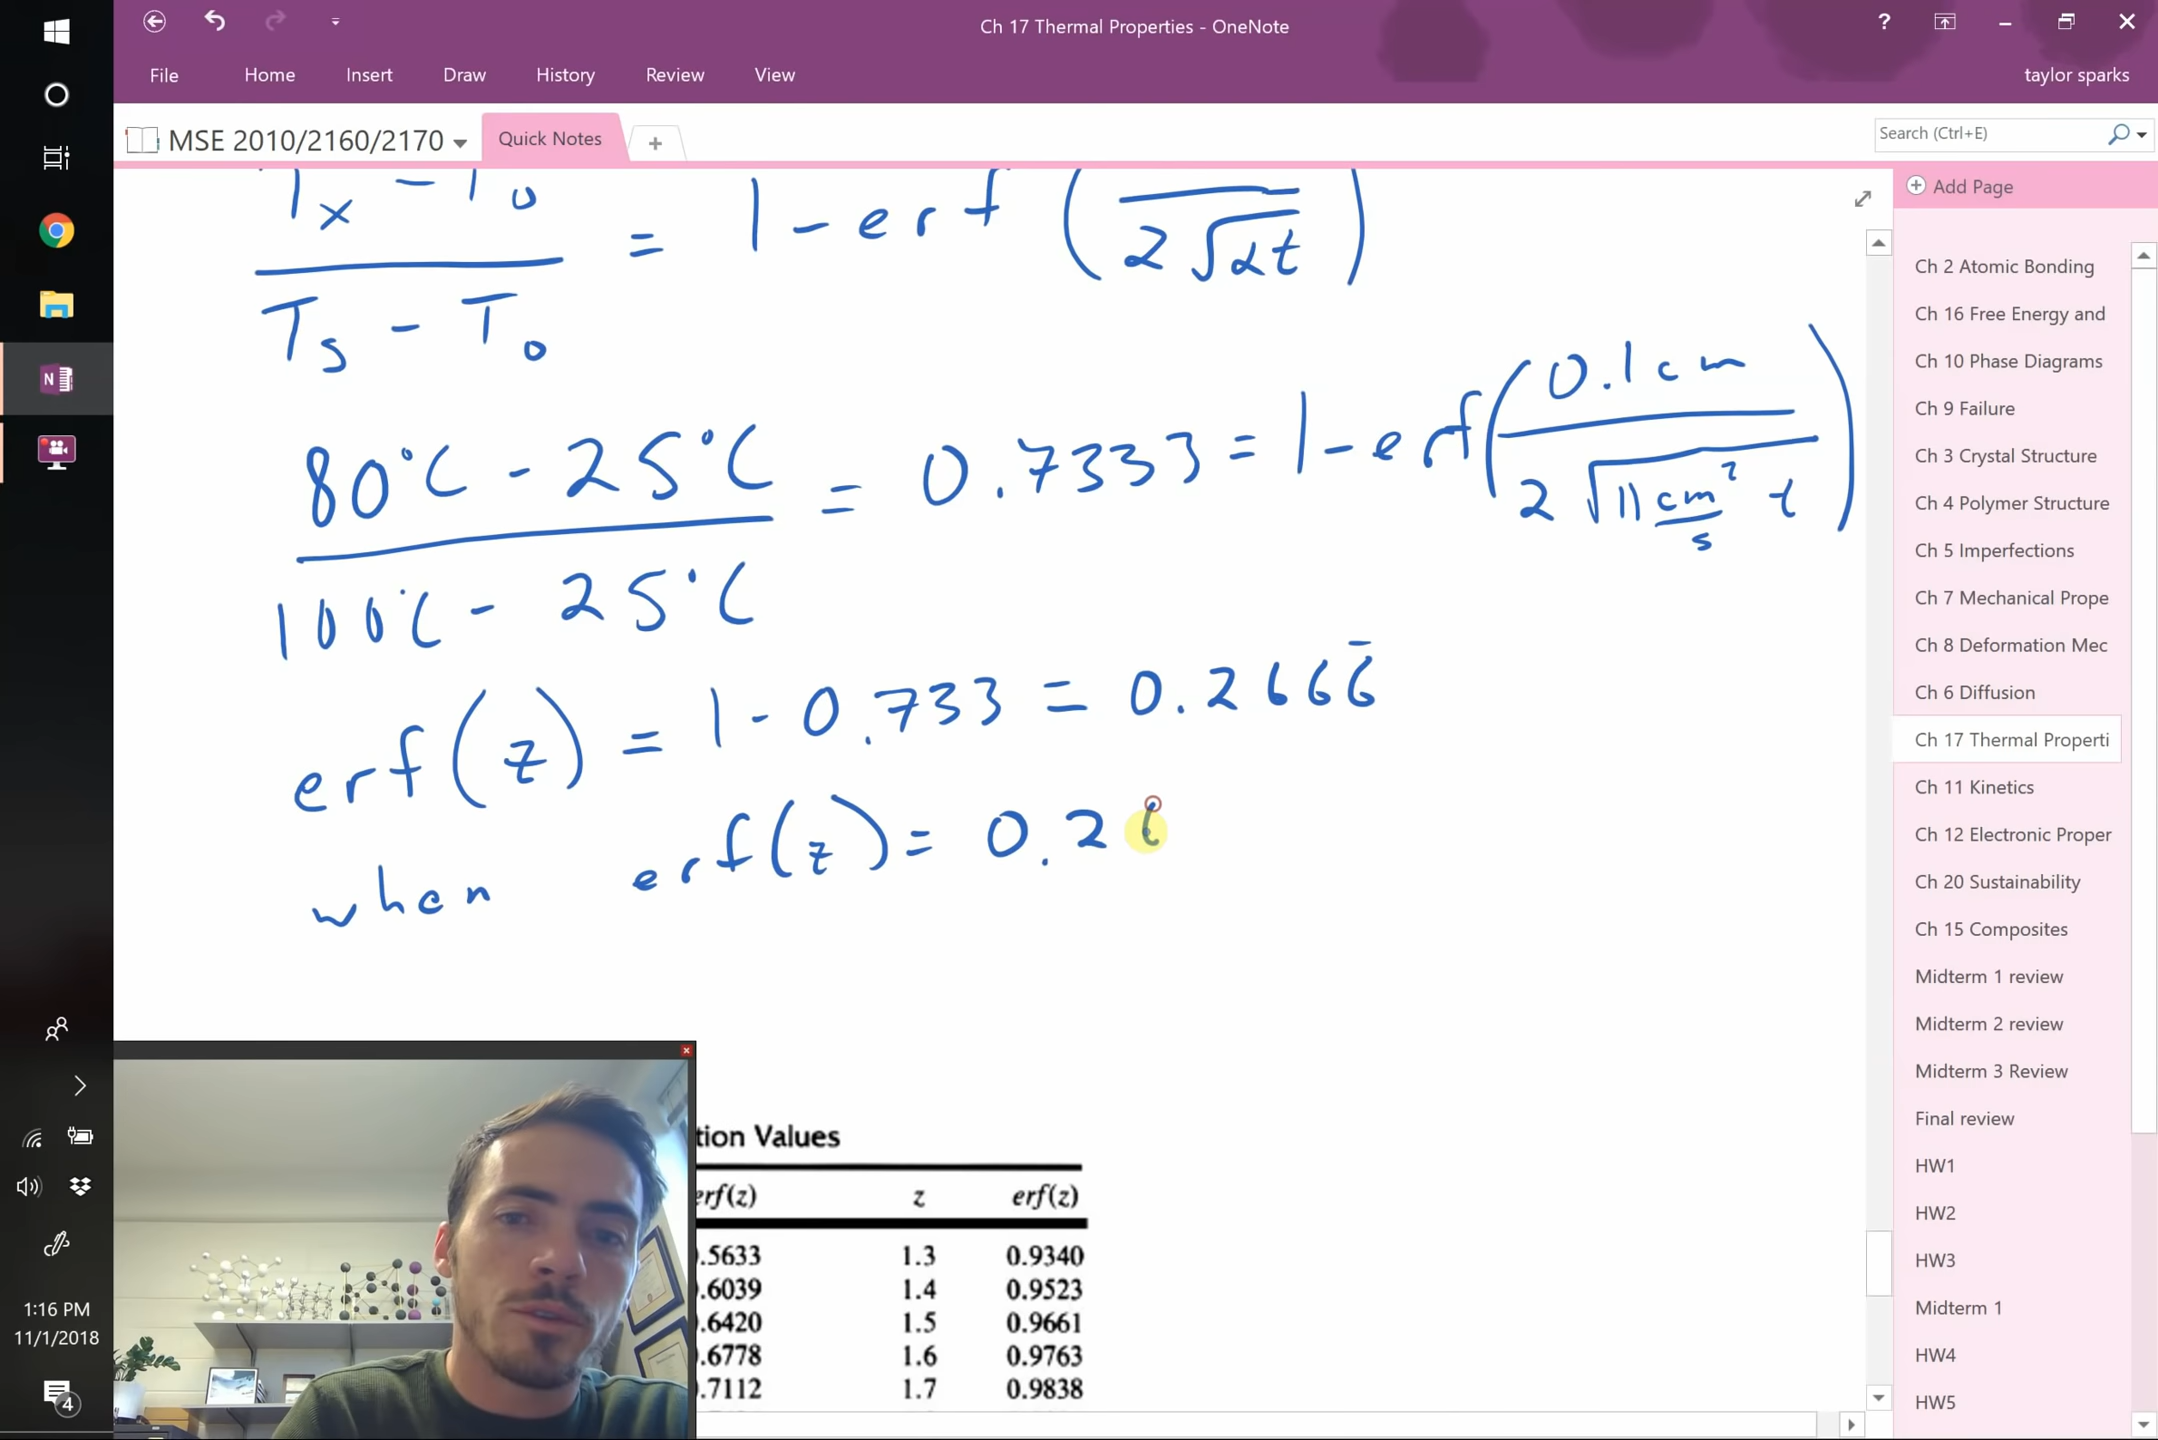 Ch 17 Thermal Properties - OneNote
?
File Home Insert Draw History Review View
taylor sparks
MSE 2010/2160/2170
Quick Notes
+
Search (Ctrl+E)
Tx - To
Ts - To
= 1 - erf (
2 √αt
)
80°C - 25°C
100°C - 25°C
= 0.7333 = 1 - erf (
0.1 cm
2 √11 cm²/s t
)
erf(z) = 1 - 0.733 = 0.2666̄
when erf(z) = 0.2
tion Values
erf(z) z erf(z)
.5633 1.3 0.9340
.6039 1.4 0.9523
.6420 1.5 0.9661
.6778 1.6 0.9763
.7112 1.7 0.9838
Add Page
Ch 2 Atomic Bonding
Ch 16 Free Energy and
Ch 10 Phase Diagrams
Ch 9 Failure
Ch 3 Crystal Structure
Ch 4 Polymer Structure
Ch 5 Imperfections
Ch 7 Mechanical Prope
Ch 8 Deformation Mec
Ch 6 Diffusion
Ch 17 Thermal Properti
Ch 11 Kinetics
Ch 12 Electronic Proper
Ch 20 Sustainability
Ch 15 Composites
Midterm 1 review
Midterm 2 review
Midterm 3 Review
Final review
HW1
HW2
HW3
Midterm 1
HW4
HW5
N
1:16 PM
11/1/2018
4